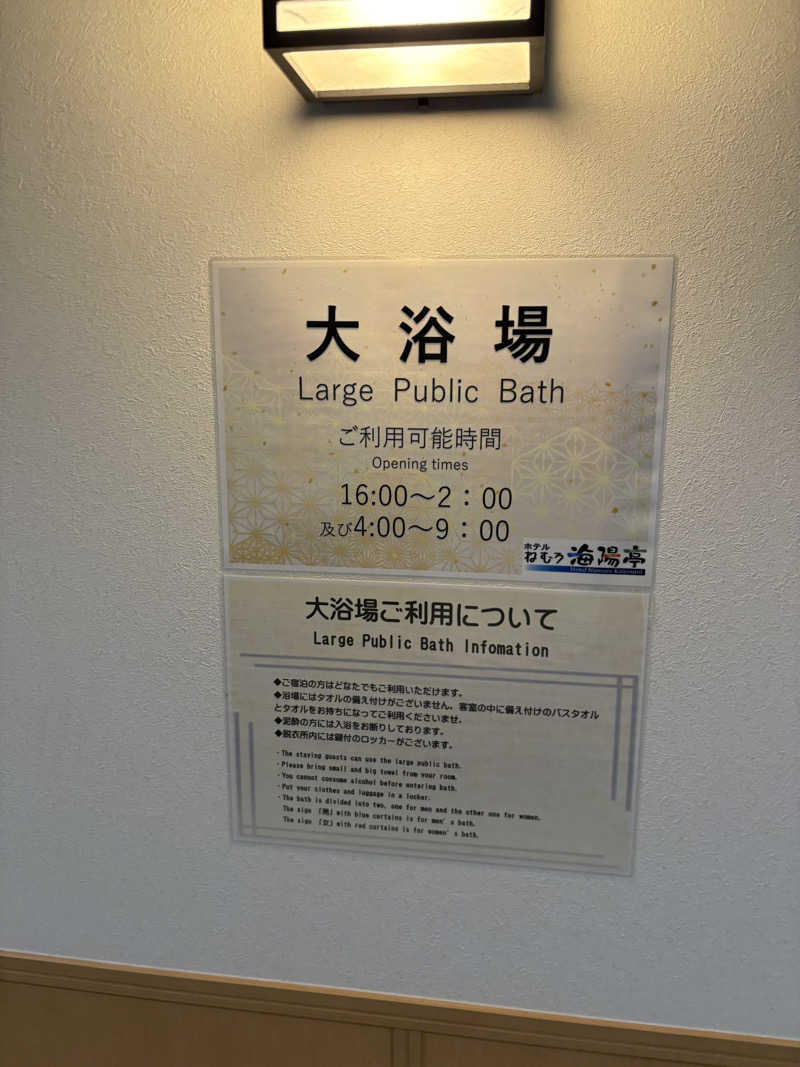 大浴場
Large Public Bath
ご利用可能時間
Opening times
16:00～2：00
及び4:00～9：00
ホテル
ねむろ海陽亭
Hotel Nemuro Kaiyoutei
大浴場ご利用について
Large Public Bath Infomation
◆ご宿泊の方はどなたでもご利用いただけます。
◆浴場にはタオルの備え付けがございません。客室の中に備え付けのバスタオル
とタオルをお持ちになってご利用くださいませ。
◆泥酔の方には入浴をお断りしております。
◆脱衣所内には鍵付のロッカーがございます。
・The staying guests can use the large public bath.
・Please bring small and big towel from your room.
・You cannot consume alcohol before entering bath.
・Put your clothes and luggage in a locker.
・The bath is divided into two, one for men and the other one for women.
The sign 「男」with blue curtains is for men's bath.
The sign 「女」with red curtains is for women's bath.